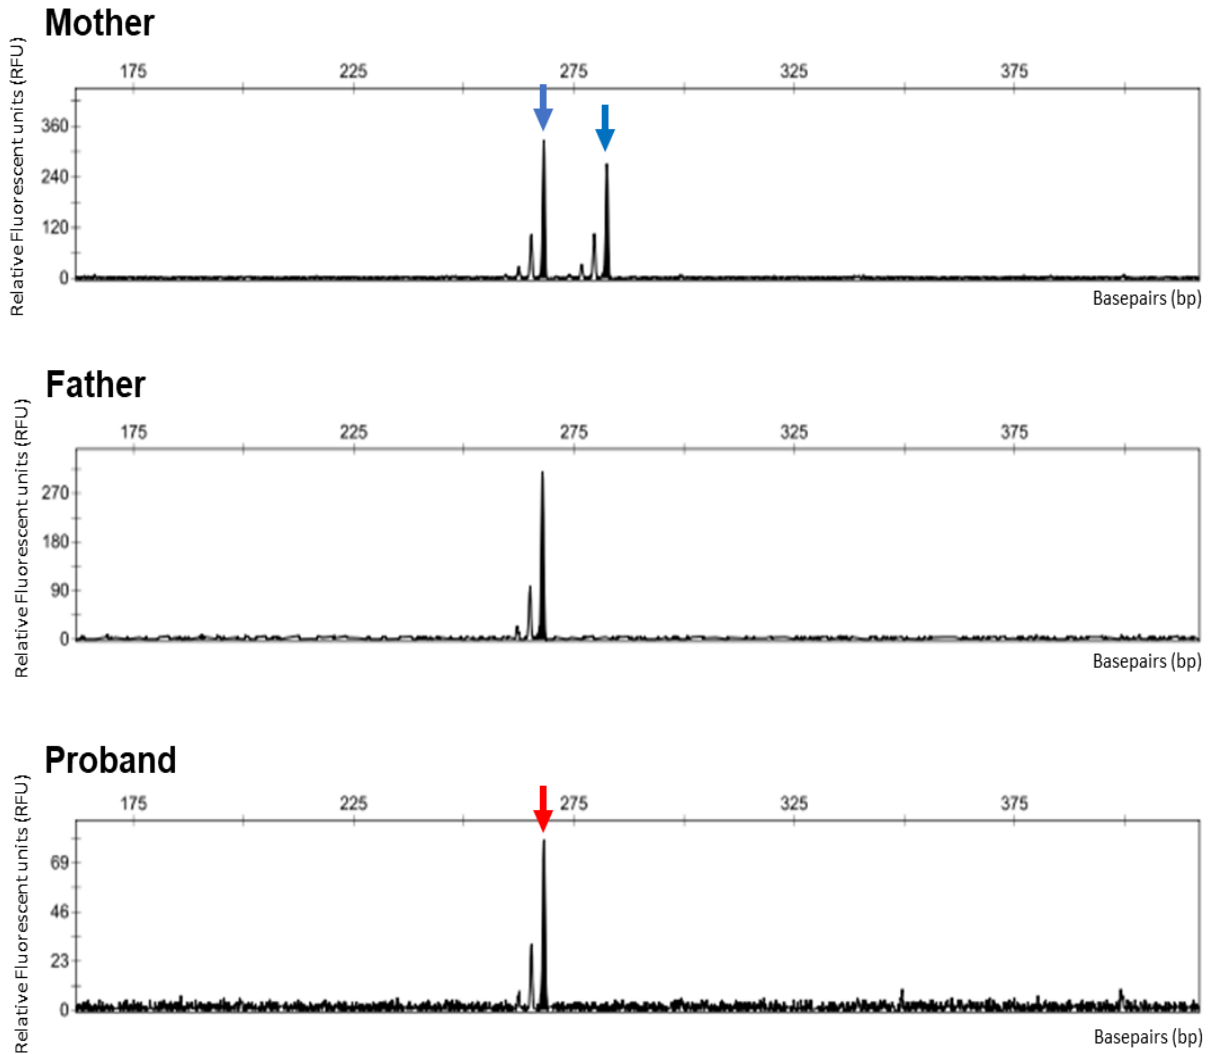 Mother
175 225 275 325 375
Relative Fluorescent units (RFU)
360
240
120
0
Basepairs (bp)
Father
175 225 275 325 375
Relative Fluorescent units (RFU)
270
180
90
0
Basepairs (bp)
Proband
175 225 275 325 375
Relative Fluorescent units (RFU)
69
46
23
0
Basepairs (bp)